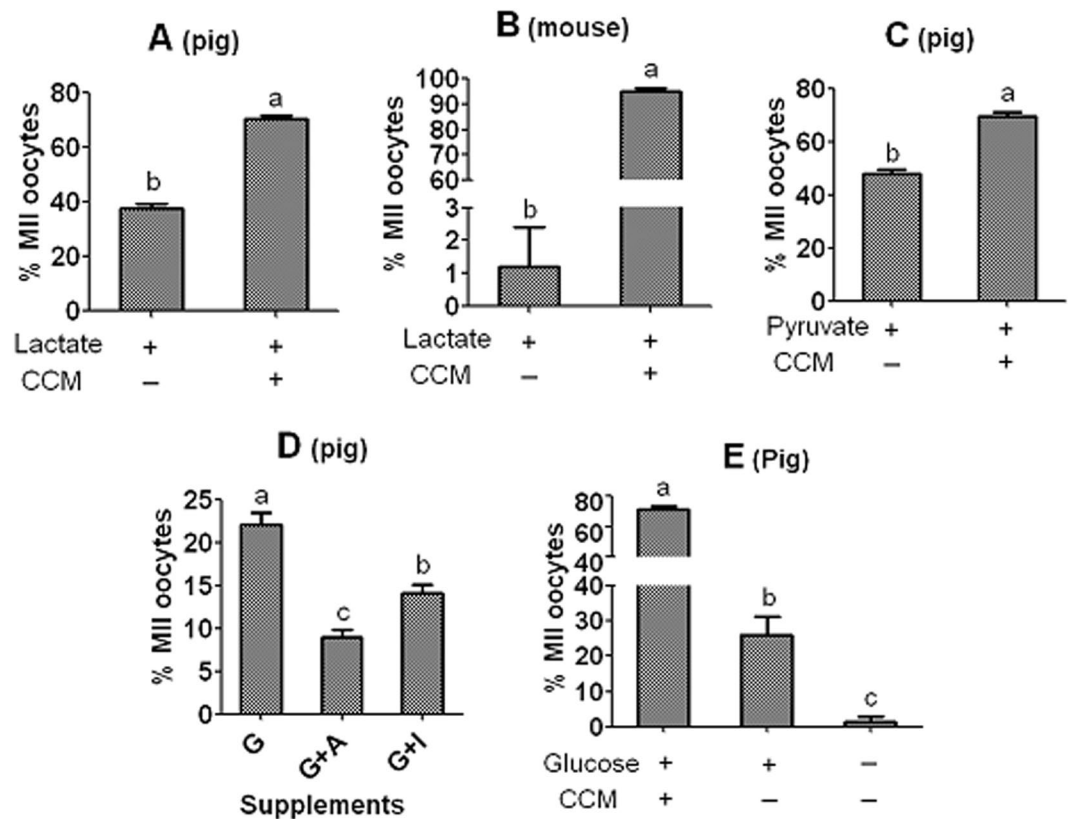 A (pig)
% MII oocytes
80
60
40
20
0
b
a
Lactate + +
CCM – +
B (mouse)
% MII oocytes
100
90
80
70
60
3
2
1
0
b
a
Lactate + +
CCM – +
C (pig)
% MII oocytes
80
60
40
20
0
b
a
Pyruvate + +
CCM – +
D (pig)
% MII oocytes
25
20
15
10
5
0
a
c
b
G G+A G+I
Supplements
E (Pig)
% MII oocytes
80
60
40
40
30
20
10
0
a
b
c
Glucose + + –
CCM + – –